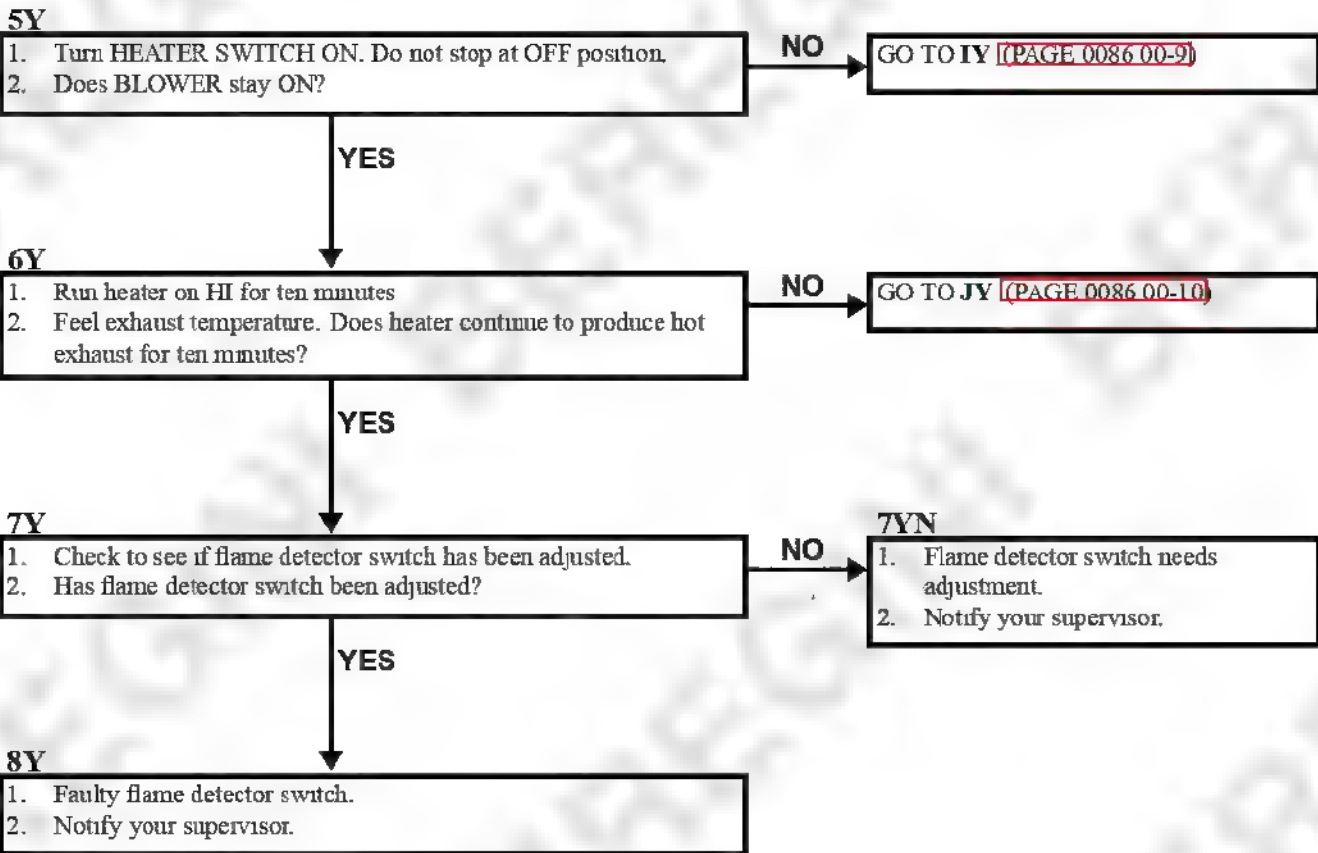 5Y
1. Turn HEATER SWITCH ON. Do not stop at OFF position.
2. Does BLOWER stay ON?
NO
GO TO IY (PAGE 0086 00-9)
YES
6Y
1. Run heater on HI for ten minutes
2. Feel exhaust temperature. Does heater continue to produce hot
exhaust for ten minutes?
NO
GO TO JY (PAGE 0086 00-10)
YES
7Y
1. Check to see if flame detector switch has been adjusted.
2. Has flame detector switch been adjusted?
NO
7YN
1. Flame detector switch needs
adjustment.
2. Notify your supervisor.
YES
8Y
1. Faulty flame detector switch.
2. Notify your supervisor.